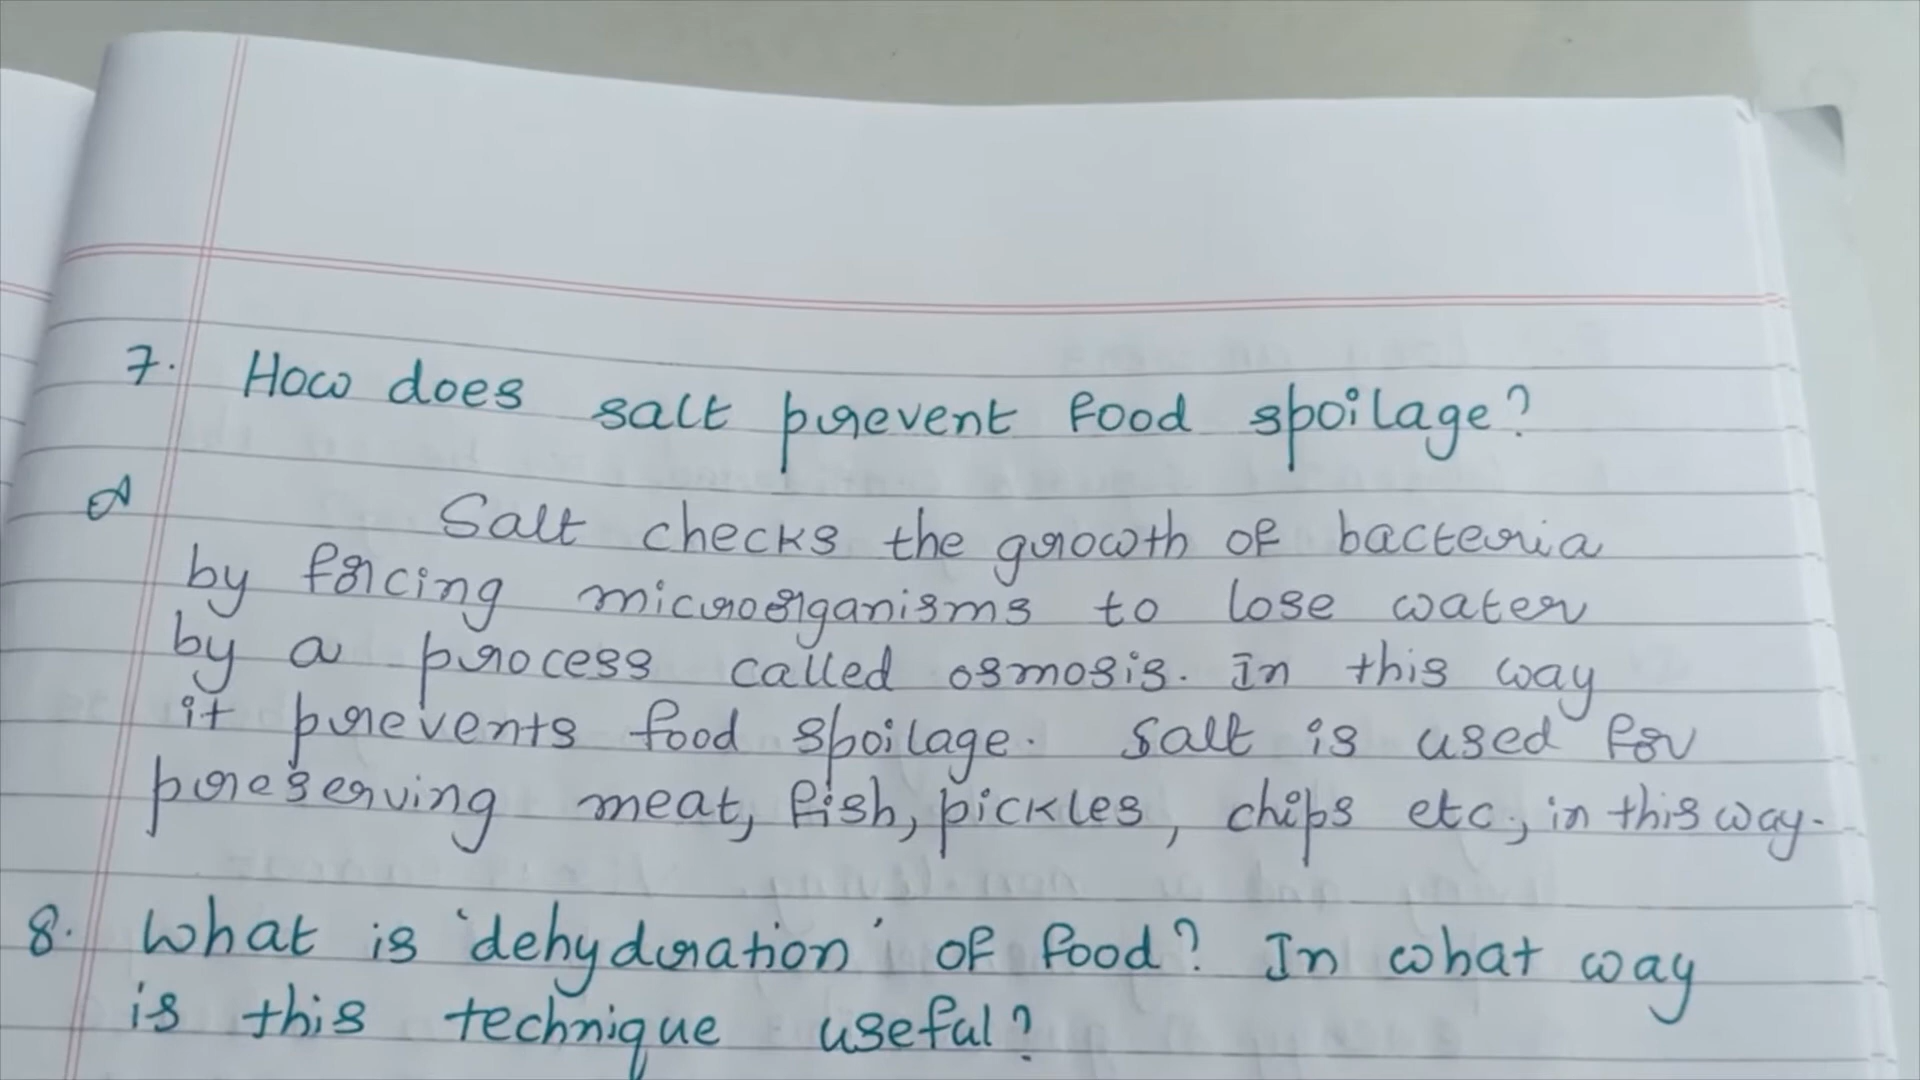 7. How does salt prevent food spoilage?
A Salt checks the growth of bacteria
by forcing microorganisms to lose water
by a process called osmosis. In this way
it prevents food spoilage. Salt is used for
preserving meat, fish, pickles, chips etc., in this way.
8. What is 'dehydration' of food? In what way
is this technique useful?